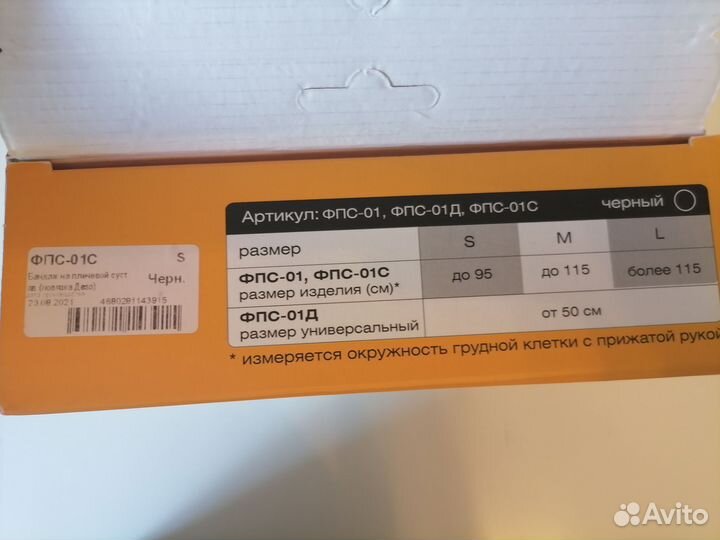 ФПС-01С S
Бандаж на плечевой суст
ав (повязка Дезо) Черн.
23.08.2021 4680281143915
Артикул: ФПС-01, ФПС-01Д, ФПС-01С черный
размер S M L
ФПС-01, ФПС-01С до 95 до 115 более 115
размер изделия (см)*
ФПС-01Д от 50 см
размер универсальный
* измеряется окружность грудной клетки с прижатой рукой
Avito